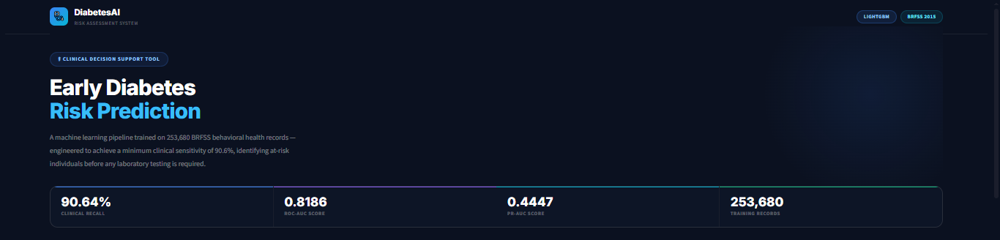 DiabetesAI
RISK ASSESSMENT SYSTEM
LIGHTGBM
BRFSS 2015
⚕ CLINICAL DECISION SUPPORT TOOL
Early Diabetes
Risk Prediction
A machine learning pipeline trained on 253,680 BRFSS behavioral health records —
engineered to achieve a minimum clinical sensitivity of 90.6%, identifying at-risk
individuals before any laboratory testing is required.
90.64%
CLINICAL RECALL
0.8186
ROC-AUC SCORE
0.4447
PR-AUC SCORE
253,680
TRAINING RECORDS